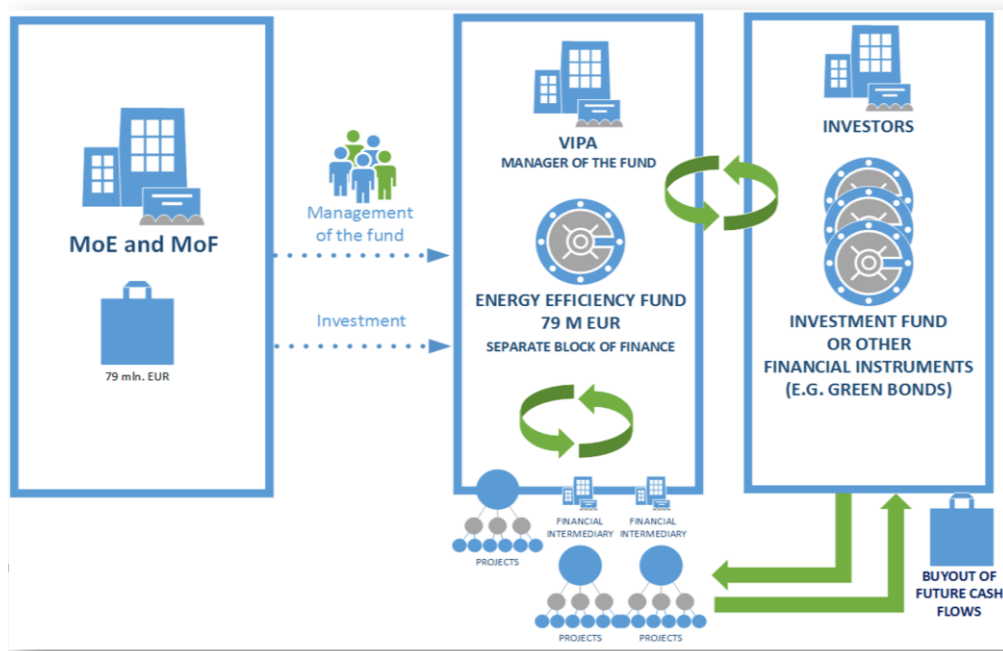 MoE and MoF
79 mln. EUR
Management
of the fund
Investment
VIPA
MANAGER OF THE FUND
ENERGY EFFICIENCY FUND
79 M EUR
SEPARATE BLOCK OF FINANCE
INVESTORS
INVESTMENT FUND
OR OTHER
FINANCIAL INSTRUMENTS
(E.G. GREEN BONDS)
PROJECTS
FINANCIAL
INTERMEDIARY
FINANCIAL
INTERMEDIARY
PROJECTS
PROJECTS
BUYOUT OF
FUTURE CASH
FLOWS